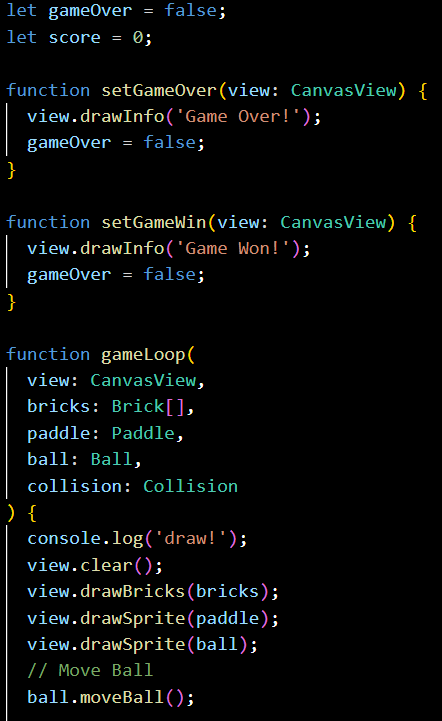 let gameOver = false;
let score = 0;
function setGameOver(view: CanvasView) {
view.drawInfo('Game Over!');
gameOver = false;
}
function setGameWin(view: CanvasView) {
view.drawInfo('Game Won!');
gameOver = false;
}
function gameLoop(
view: CanvasView,
bricks: Brick[],
paddle: Paddle,
ball: Ball,
collision: Collision
) {
console.log('draw!');
view.clear();
view.drawBricks(bricks);
view.drawSprite(paddle);
view.drawSprite(ball);
// Move Ball
ball.moveBall();